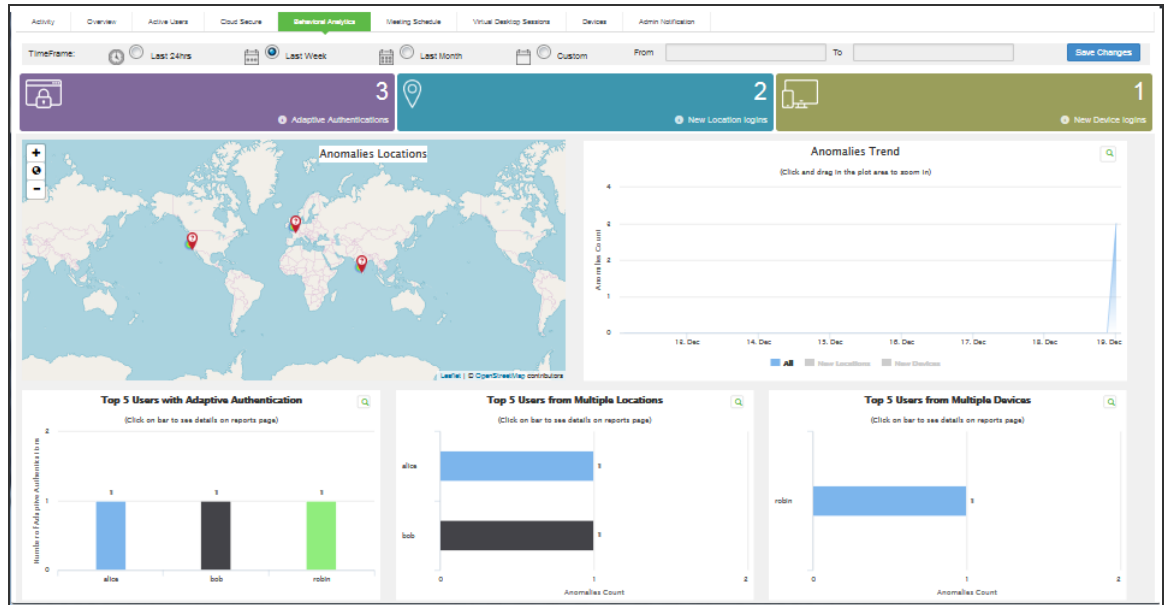 Activity Overview Active Users Cloud Secure Behavioral Analytics Meeting Schedule Virtual Desktop Sessions Devices Admin Notification
TimeFrame: Last 24hrs Last Week Last Month Custom From To Save Changes
3
Adaptive Authentications
2
New Location logins
1
New Device logins
+
−
Anomalies Locations
Leaflet | © OpenStreetMap contributors
Anomalies Trend
(Click and drag in the plot area to zoom in)
Anomalies Count
4
3
2
1
0
13. Dec 14. Dec 15. Dec 16. Dec 17. Dec 18. Dec 19. Dec
All New Locations New Devices
Top 5 Users with Adaptive Authentication
(Click on bar to see details on reports page)
Number of Adaptive Authentications
2
1
0
1 1 1
alice bob robin
Top 5 Users from Multiple Locations
(Click on bar to see details on reports page)
alice 1
bob 1
0 1 2
Anomalies Count
Top 5 Users from Multiple Devices
(Click on bar to see details on reports page)
robin 1
0 1 2
Anomalies Count